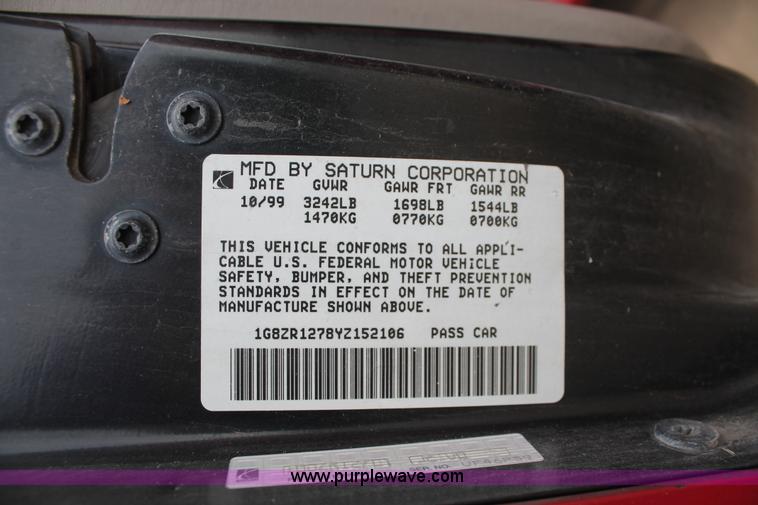 MFD BY SATURN CORPORATION
DATE GVWR GAWR FRT GAWR RR
10/99 3242LB 1698LB 1544LB
1470KG 0770KG 0700KG
THIS VEHICLE CONFORMS TO ALL APPLI-
CABLE U.S. FEDERAL MOTOR VEHICLE
SAFETY, BUMPER, AND THEFT PREVENTION
STANDARDS IN EFFECT ON THE DATE OF
MANUFACTURE SHOWN ABOVE.
1G8ZR1278YZ152106 PASS CAR
www.purplewave.com